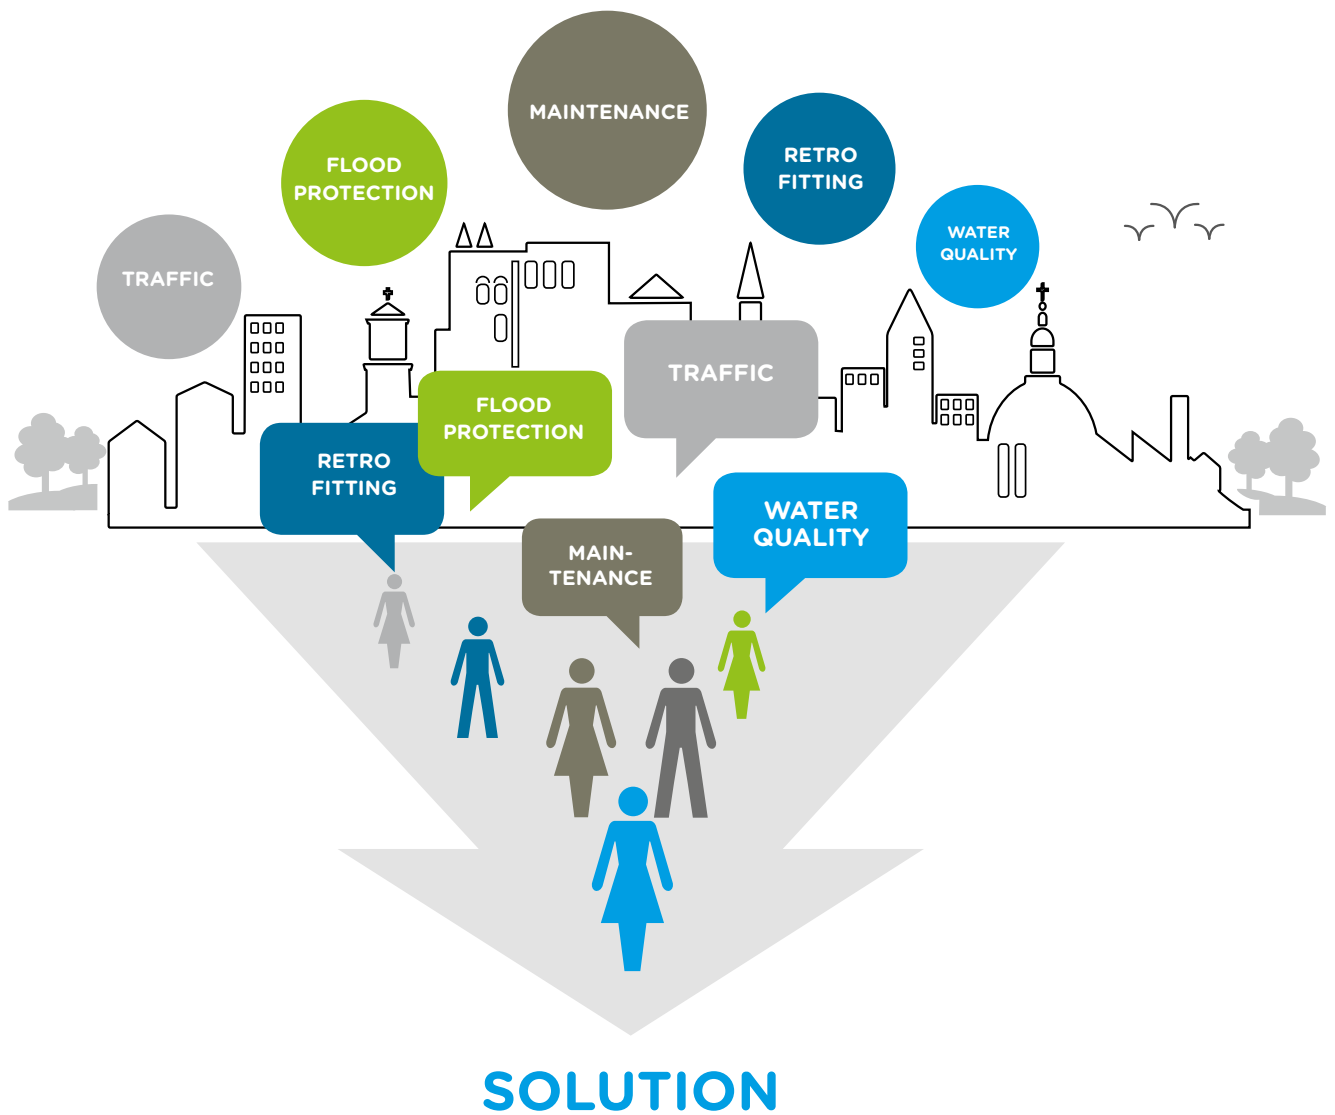 MAINTENANCE
FLOOD
PROTECTION
RETRO
FITTING
WATER
QUALITY
TRAFFIC
TRAFFIC
FLOOD
PROTECTION
RETRO
FITTING
WATER
QUALITY
MAIN-
TENANCE
SOLUTION